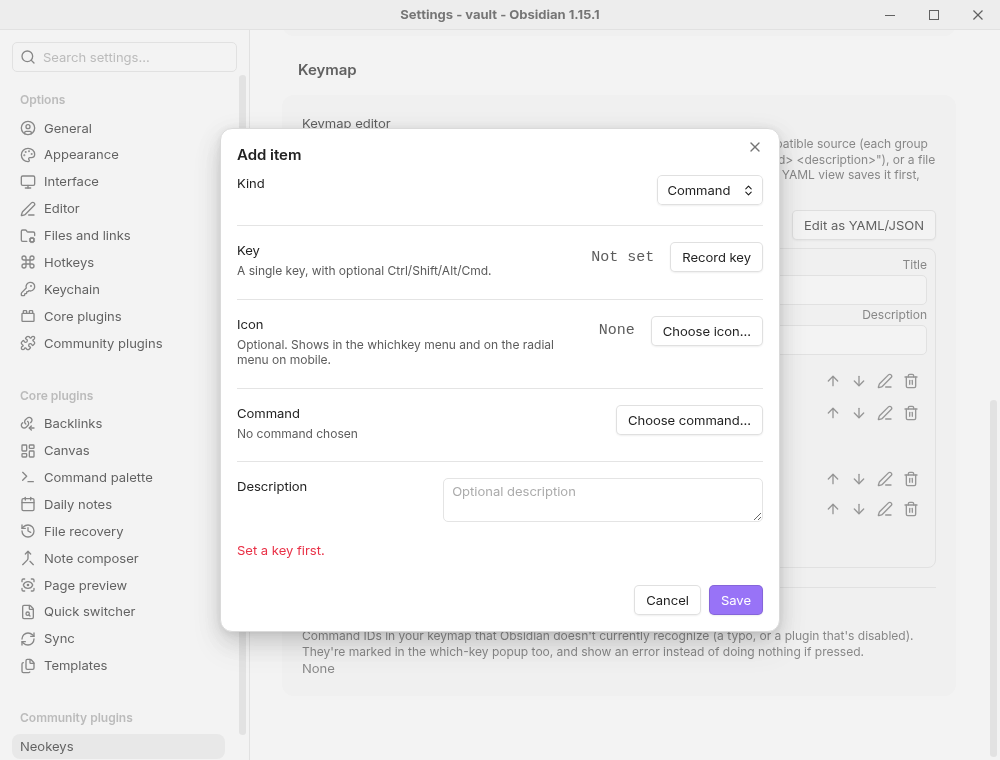 Settings - vault - Obsidian 1.15.1
Search settings...
Options
General
Appearance
Interface
Editor
Files and links
Hotkeys
Keychain
Core plugins
Community plugins
Core plugins
Backlinks
Canvas
Command palette
Daily notes
File recovery
Note composer
Page preview
Quick switcher
Sync
Templates
Community plugins
Neokeys
Keymap
Keymap editor
patible source (each group
d> <description>"), or a file
YAML view saves it first,
Edit as YAML/JSON
Title
Description
Add item
Kind
Command
Key
A single key, with optional Ctrl/Shift/Alt/Cmd.
Not set
Record key
Icon
Optional. Shows in the whichkey menu and on the radial
menu on mobile.
None
Choose icon...
Command
No command chosen
Choose command...
Description
Optional description
Set a key first.
Cancel
Save
Command IDs in your keymap that Obsidian doesn't currently recognize (a typo, or a plugin that's disabled).
They're marked in the which-key popup too, and show an error instead of doing nothing if pressed.
None